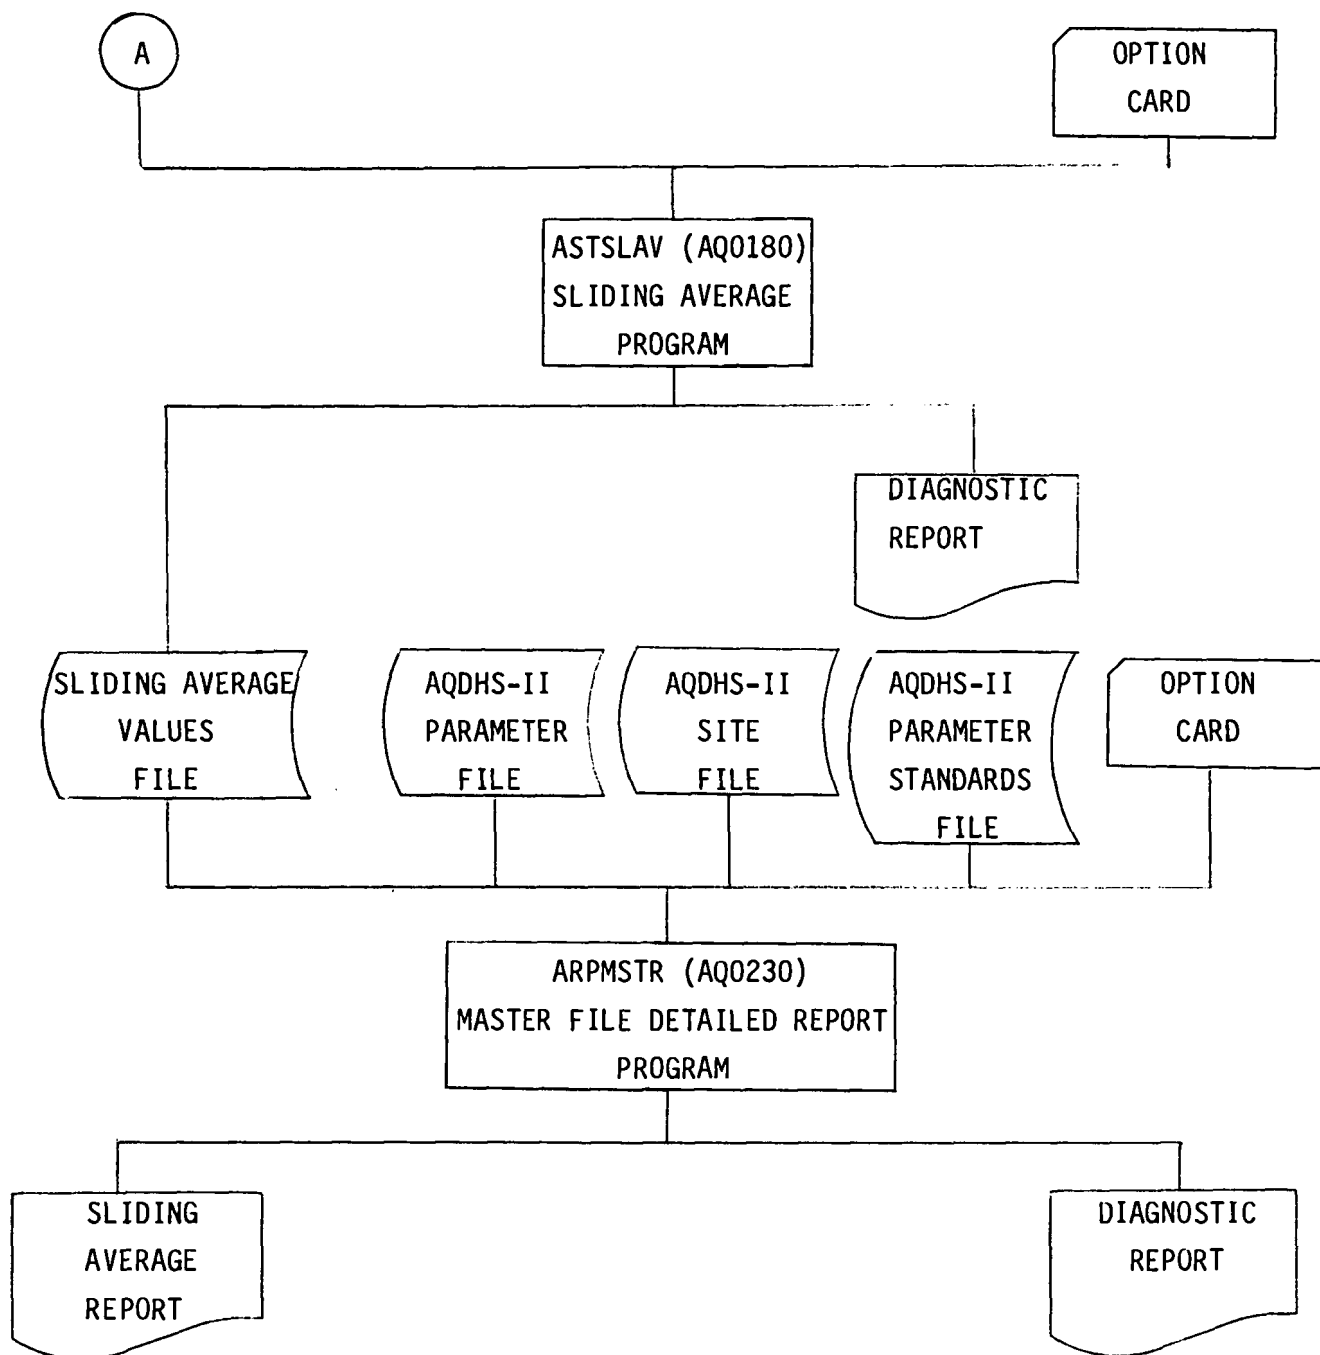 A
OPTION
CARD
ASTSLAV (AQ0180)
SLIDING AVERAGE
PROGRAM
DIAGNOSTIC
REPORT
SLIDING AVERAGE
VALUES
FILE
AQDHS-II
PARAMETER
FILE
AQDHS-II
SITE
FILE
AQDHS-II
PARAMETER
STANDARDS
FILE
OPTION
CARD
ARPMSTR (AQ0230)
MASTER FILE DETAILED REPORT
PROGRAM
SLIDING
AVERAGE
REPORT
DIAGNOSTIC
REPORT